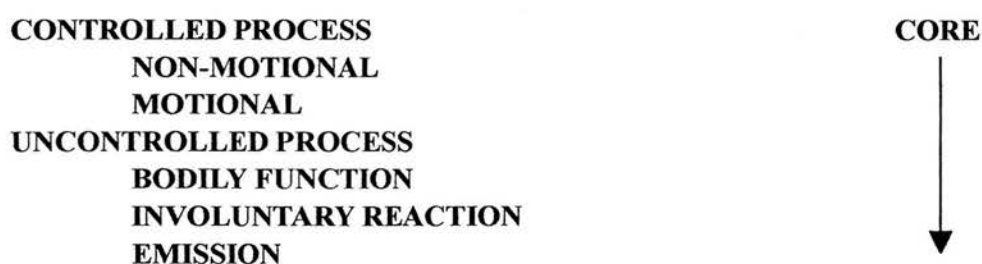 CONTROLLED PROCESS CORE
NON-MOTIONAL
MOTIONAL
UNCONTROLLED PROCESS
BODILY FUNCTION
INVOLUNTARY REACTION
EMISSION